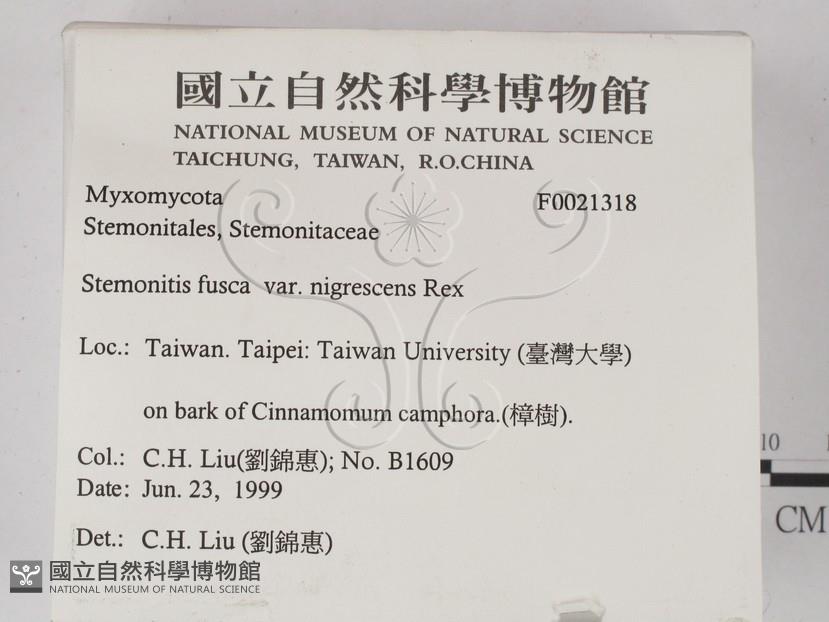 國立自然科學博物館
NATIONAL MUSEUM OF NATURAL SCIENCE
TAICHUNG, TAIWAN, R.O.CHINA
Myxomycota F0021318
Stemonitales, Stemonitaceae
Stemonitis fusca var. nigrescens Rex
Loc.: Taiwan. Taipei: Taiwan University (臺灣大學)
on bark of Cinnamomum camphora.(樟樹).
Col.: C.H. Liu(劉錦惠); No. B1609
Date: Jun. 23, 1999
Det.: C.H. Liu (劉錦惠)
10
CM
國立自然科學博物館
NATIONAL MUSEUM OF NATURAL SCIENCE